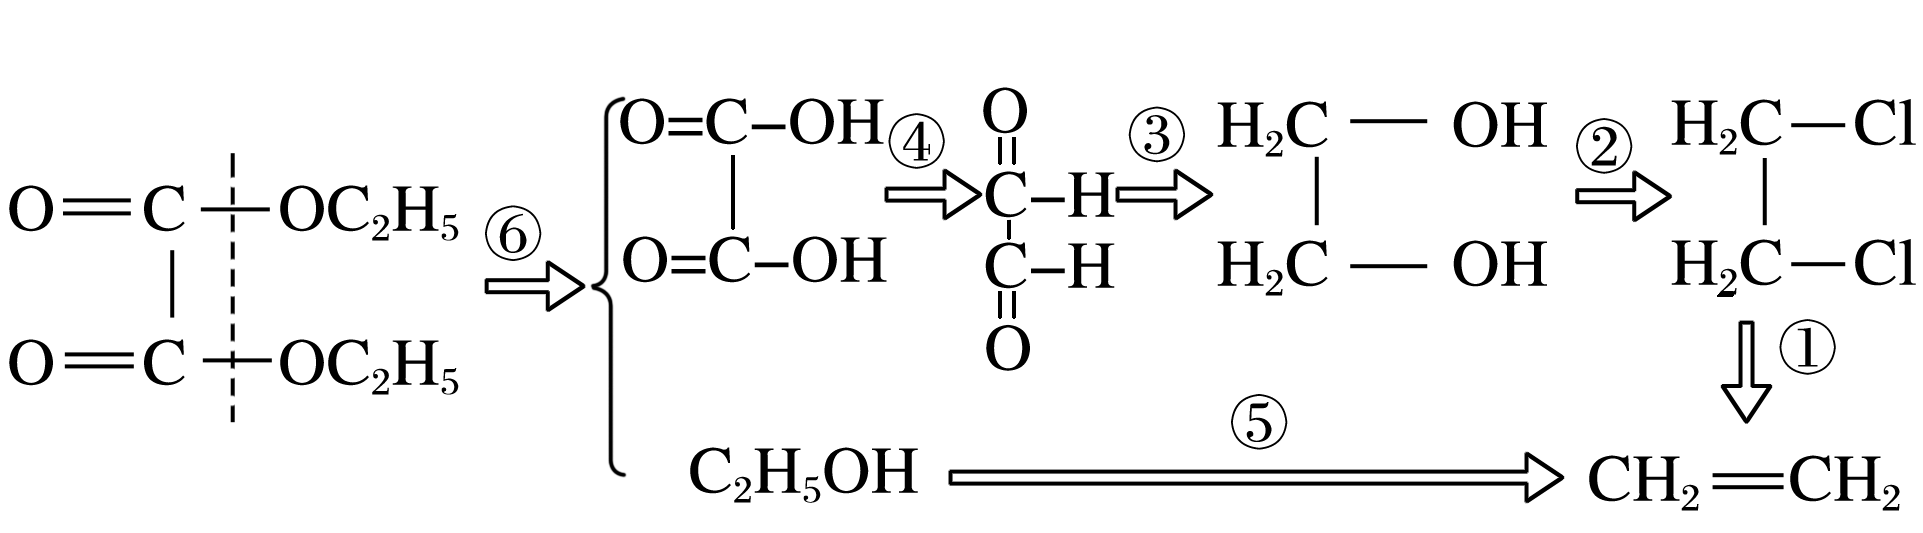 O=C—OC₂H₅
O=C—OC₂H₅
⑥
O=C—OH
O=C—OH
④
O
C—H
C—H
O
③
H₂C—OH
H₂C—OH
②
H₂C—Cl
H₂C—Cl
①
C₂H₅OH
⑤
CH₂=CH₂